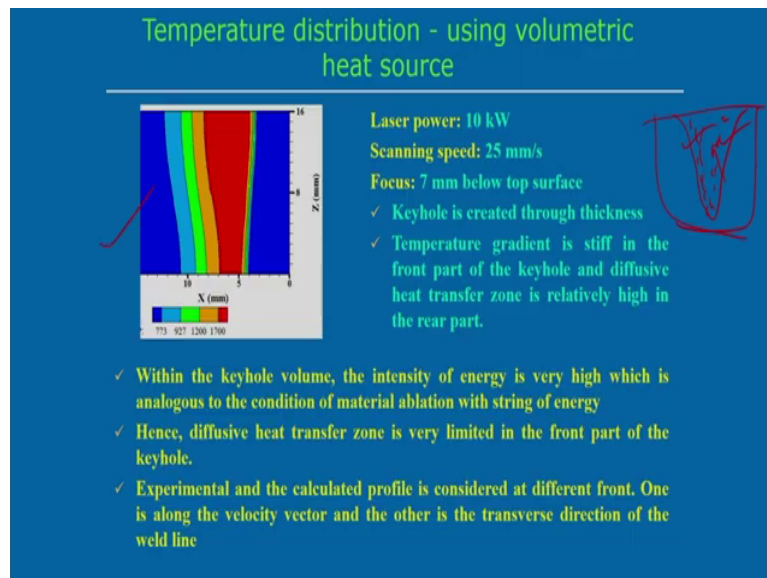 Temperature distribution - using volumetric
heat source
Laser power: 10 kW
Scanning speed: 25 mm/s
Focus: 7 mm below top surface
✓ Keyhole is created through thickness
✓ Temperature gradient is stiff in the
front part of the keyhole and diffusive
heat transfer zone is relatively high in
the rear part.
16
8
Z (mm)
10 5 0
X (mm)
773 927 1200 1700
✓ Within the keyhole volume, the intensity of energy is very high which is
analogous to the condition of material ablation with string of energy
✓ Hence, diffusive heat transfer zone is very limited in the front part of the
keyhole.
✓ Experimental and the calculated profile is considered at different front. One
is along the velocity vector and the other is the transverse direction of the
weld line